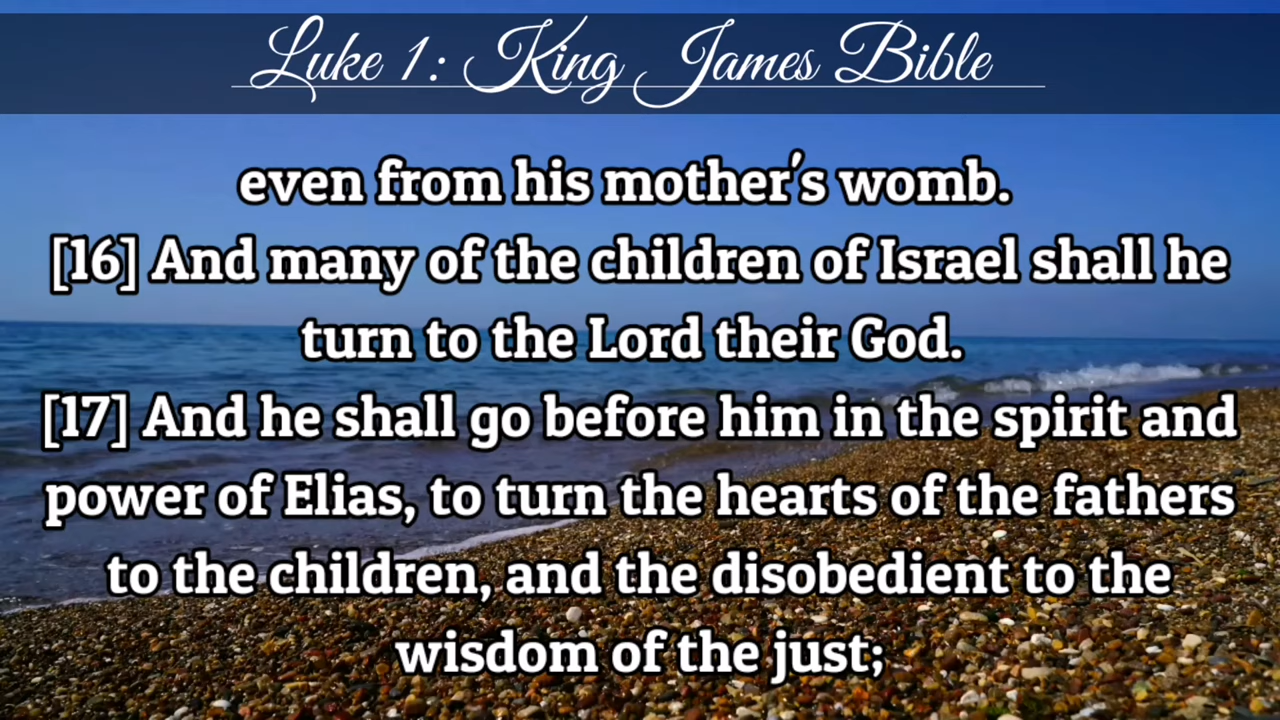 Luke 1: King James Bible
even from his mother's womb.
[16] And many of the children of Israel shall he
turn to the Lord their God.
[17] And he shall go before him in the spirit and
power of Elias, to turn the hearts of the fathers
to the children, and the disobedient to the
wisdom of the just;